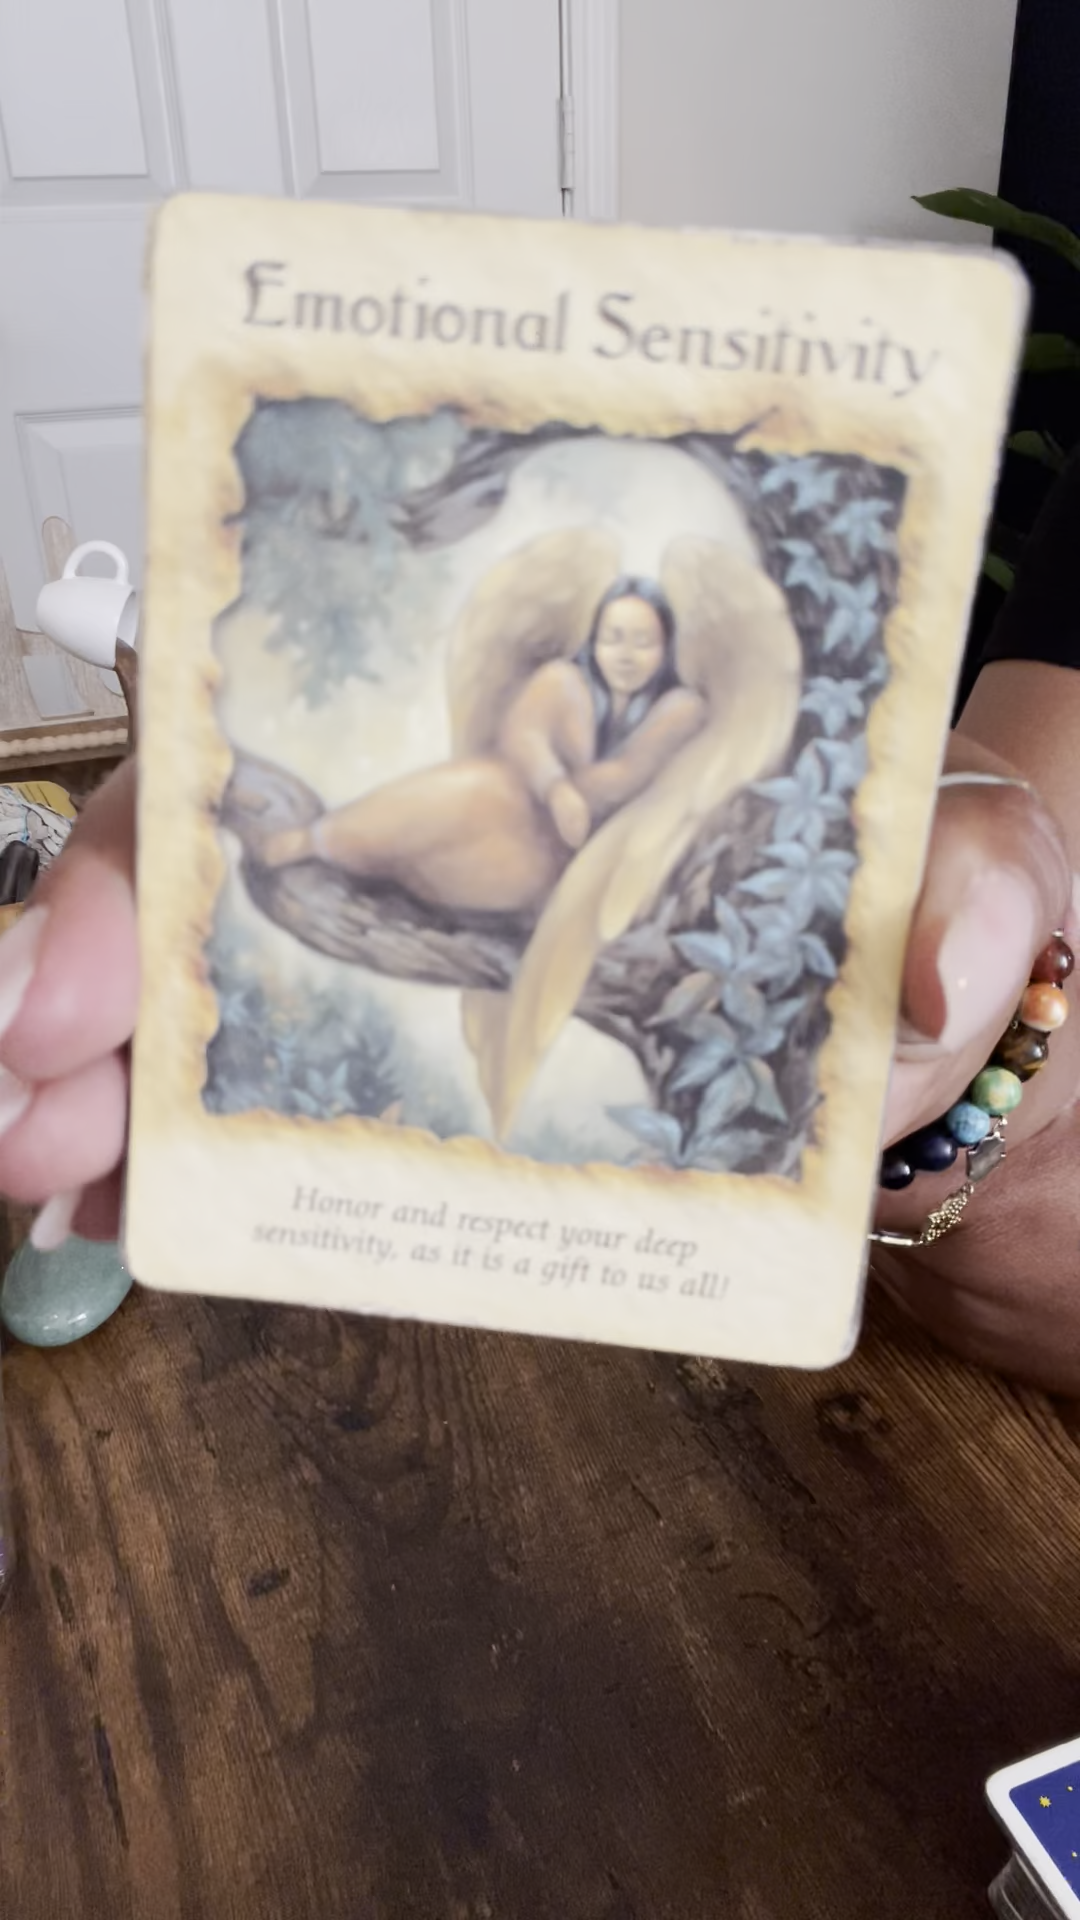 Emotional Sensitivity
Honor and respect your deep
sensitivity, as it is a gift to us all!